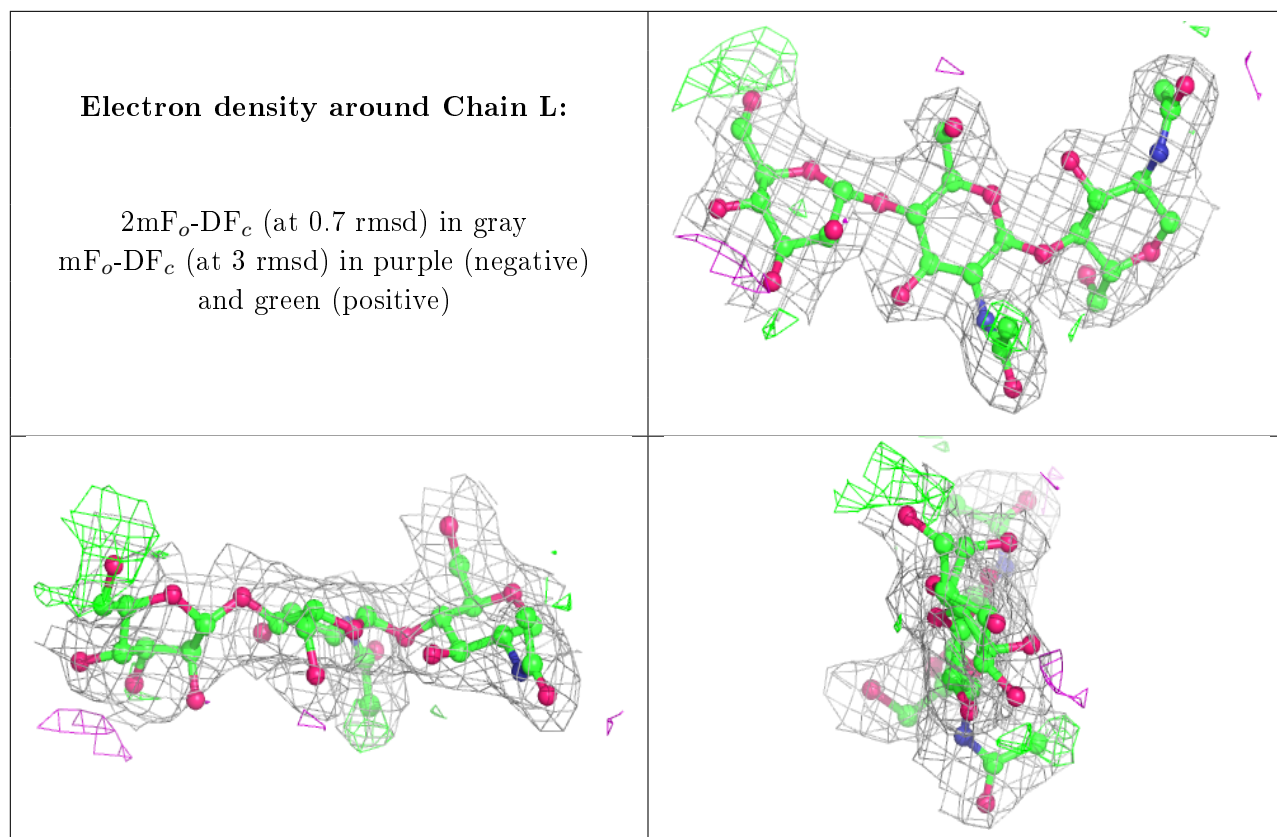 Electron density around Chain L:
2mFₒ-DF𝒸 (at 0.7 rmsd) in gray
mFₒ-DF𝒸 (at 3 rmsd) in purple (negative)
and green (positive)